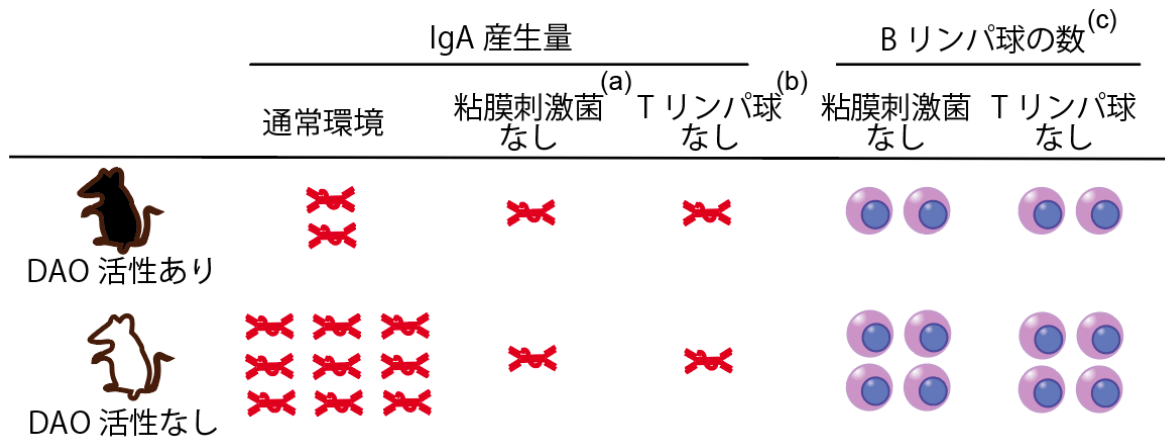 IgA 産生量
B リンパ球の数(c)
通常環境
粘膜刺激菌(a)
なし
T リンパ球(b)
なし
粘膜刺激菌
なし
T リンパ球
なし
DAO 活性あり
DAO 活性なし